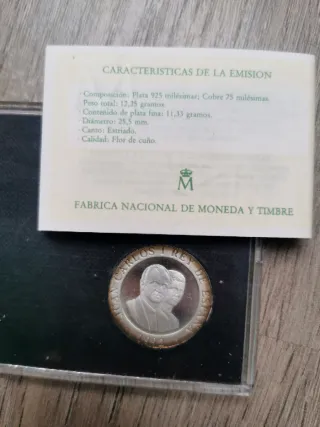 CARACTERISTICAS DE LA EMISION
- Composición: Plata 925 milésimas; Cobre 75 milésimas.
- Peso total: 12,25 gramos.
- Contenido de plata fina: 11,33 gramos.
- Diámetro: 28,5 mm.
- Canto: Estriado.
- Calidad: Flor de cuño.
M
FABRICA NACIONAL DE MONEDA Y TIMBRE
JUAN CARLOS I REY DE